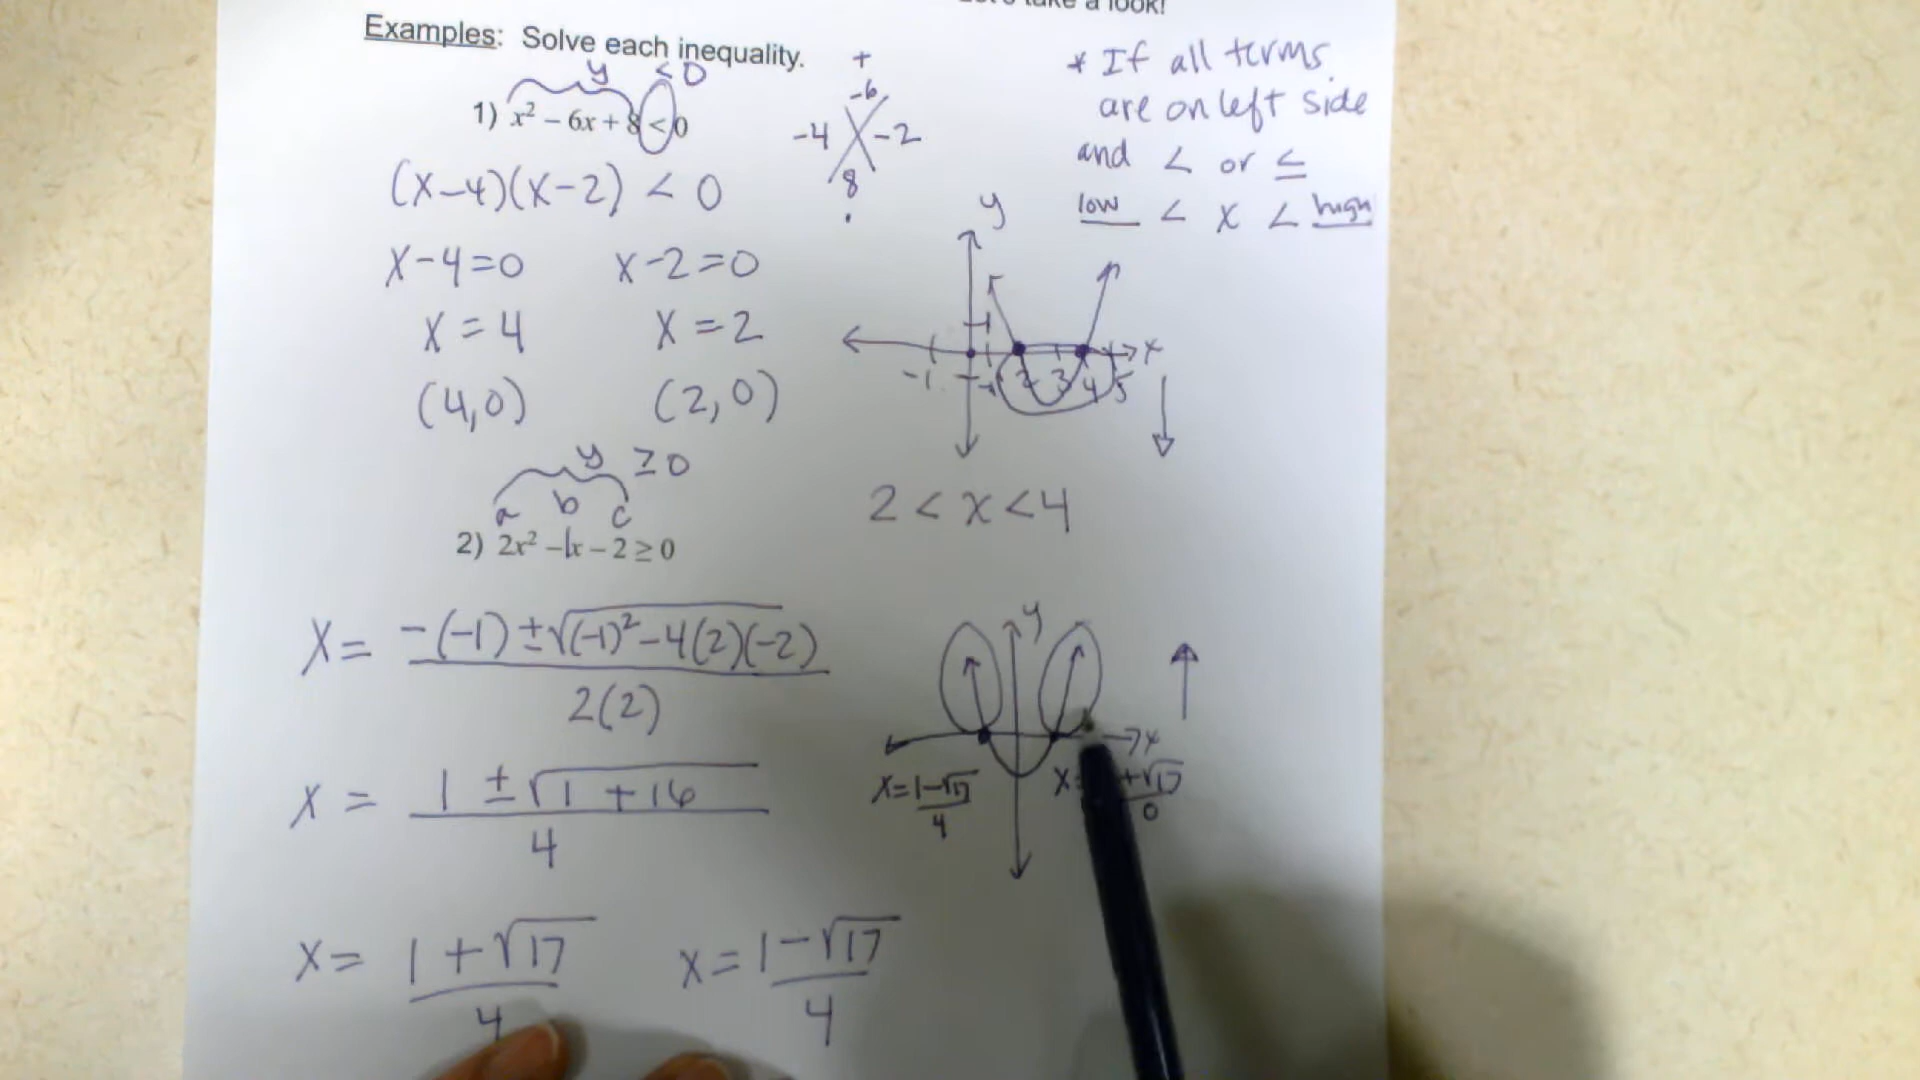 take a look!
Examples: Solve each inequality.
y < 0
1) x² – 6x + 8 < 0
(x-4)(x-2) < 0
x-4=0 x-2=0
x = 4 x = 2
(4,0) (2,0)
+
-6
-4 -2
8
.
* If all terms
are on left side
and < or ≤
low < x < high
y
x
-1 1 2 3 4 5
2 < x < 4
y ≥ 0
a b c
2) 2x² – 1x – 2 ≥ 0
x = -(-1) ± √(-1)² - 4(2)(-2)
2(2)
x = 1 ± √1 + 16
4
x = 1 + √17 x = 1 - √17
4 4
y
x
x = 1-√17 x +√17
4